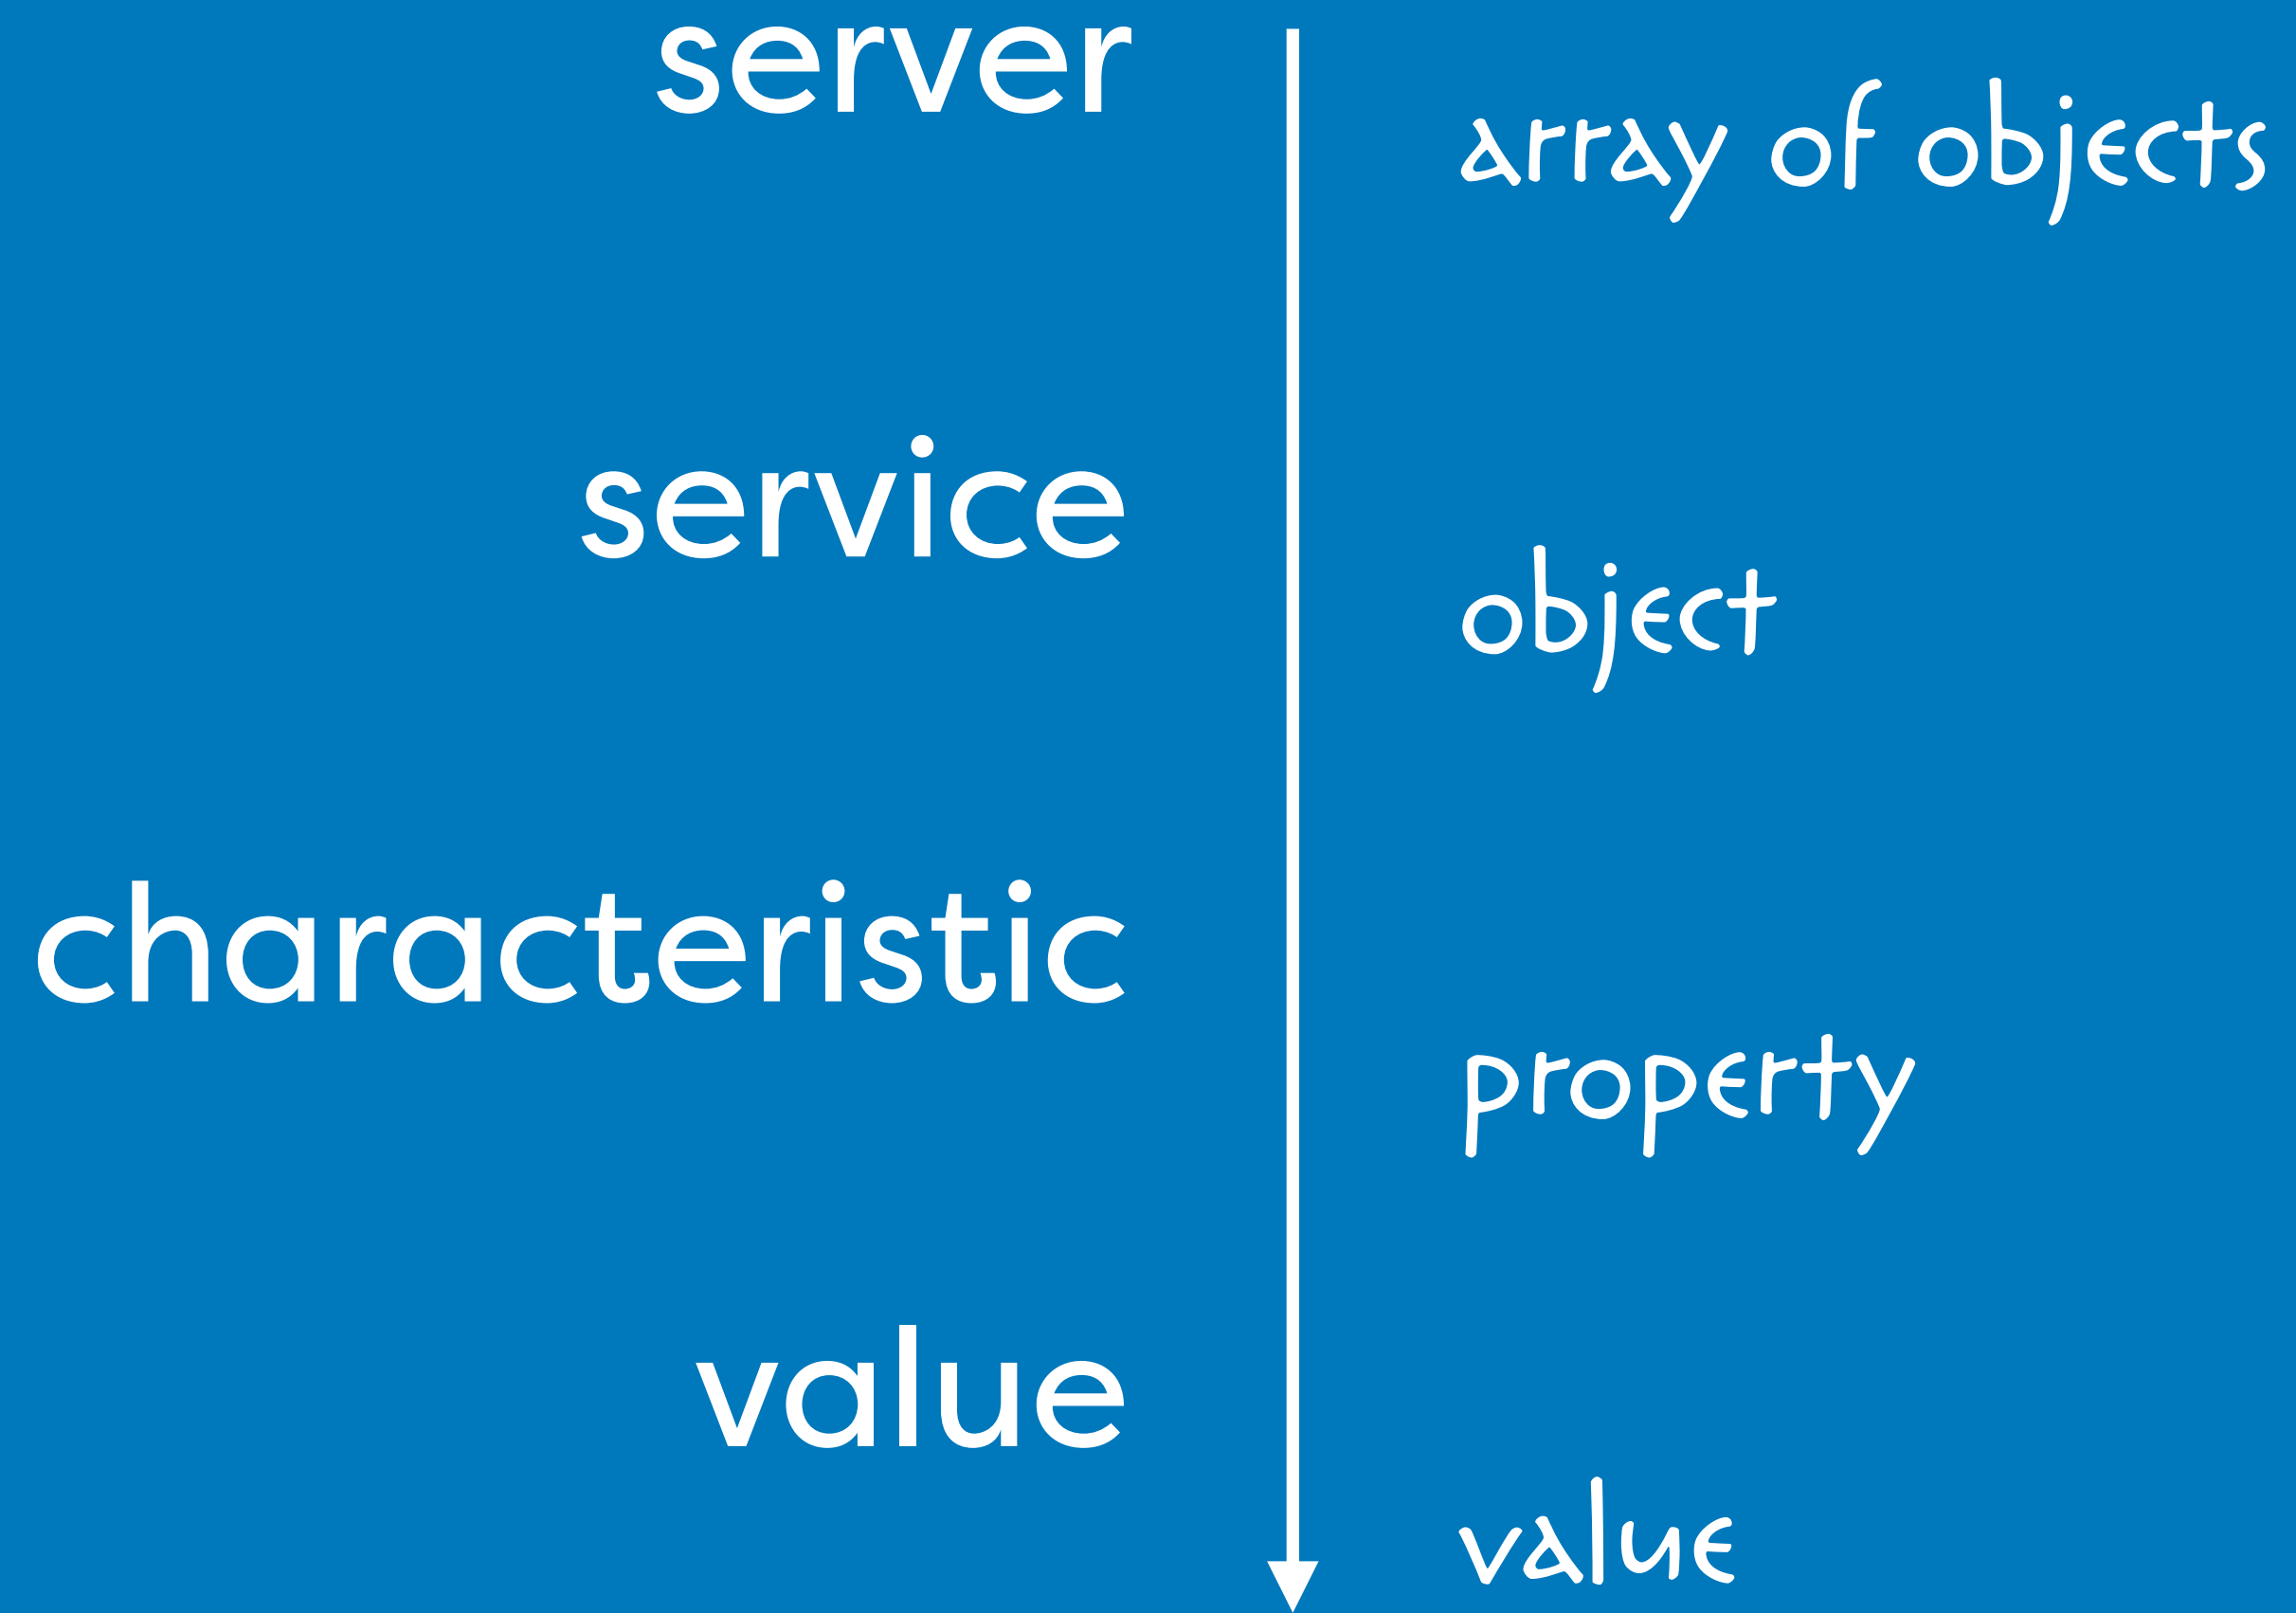 server
array of objects
service
object
characteristic
property
value
value